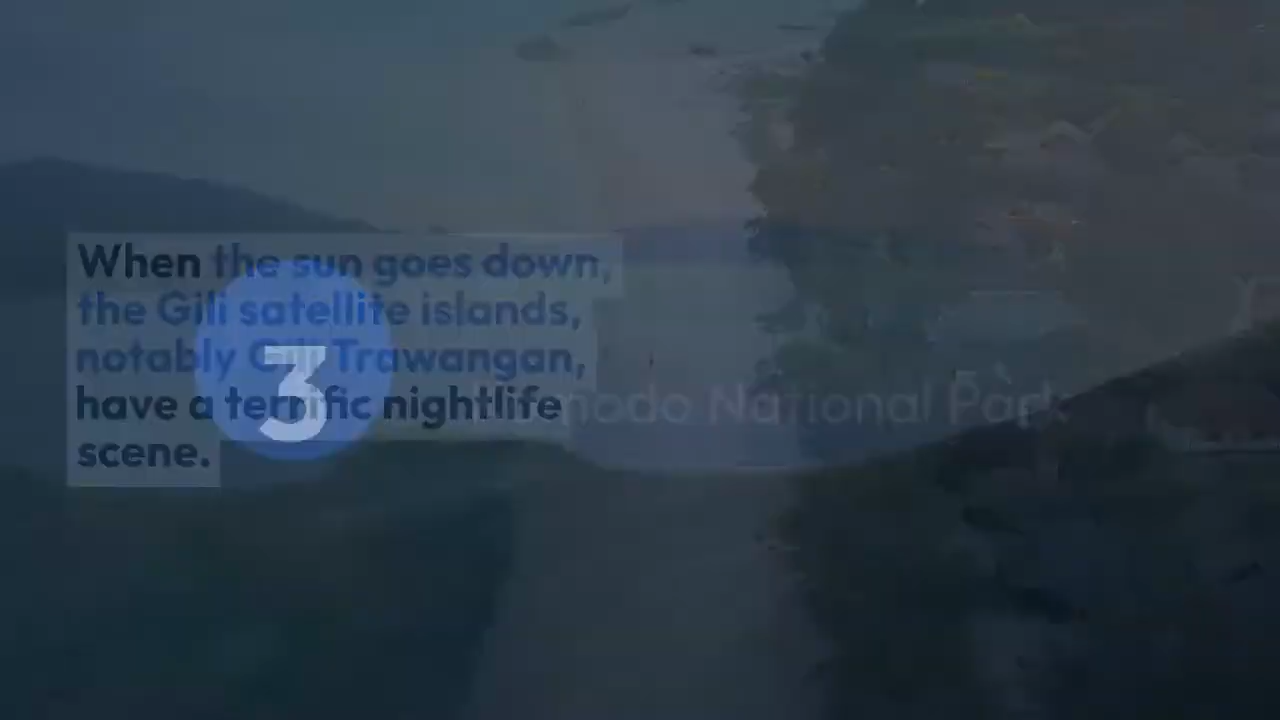 When the sun goes down,
the Gili satellite islands,
notably Gili Trawangan,
have a terrific nightlife
scene.
3
Komodo National Park